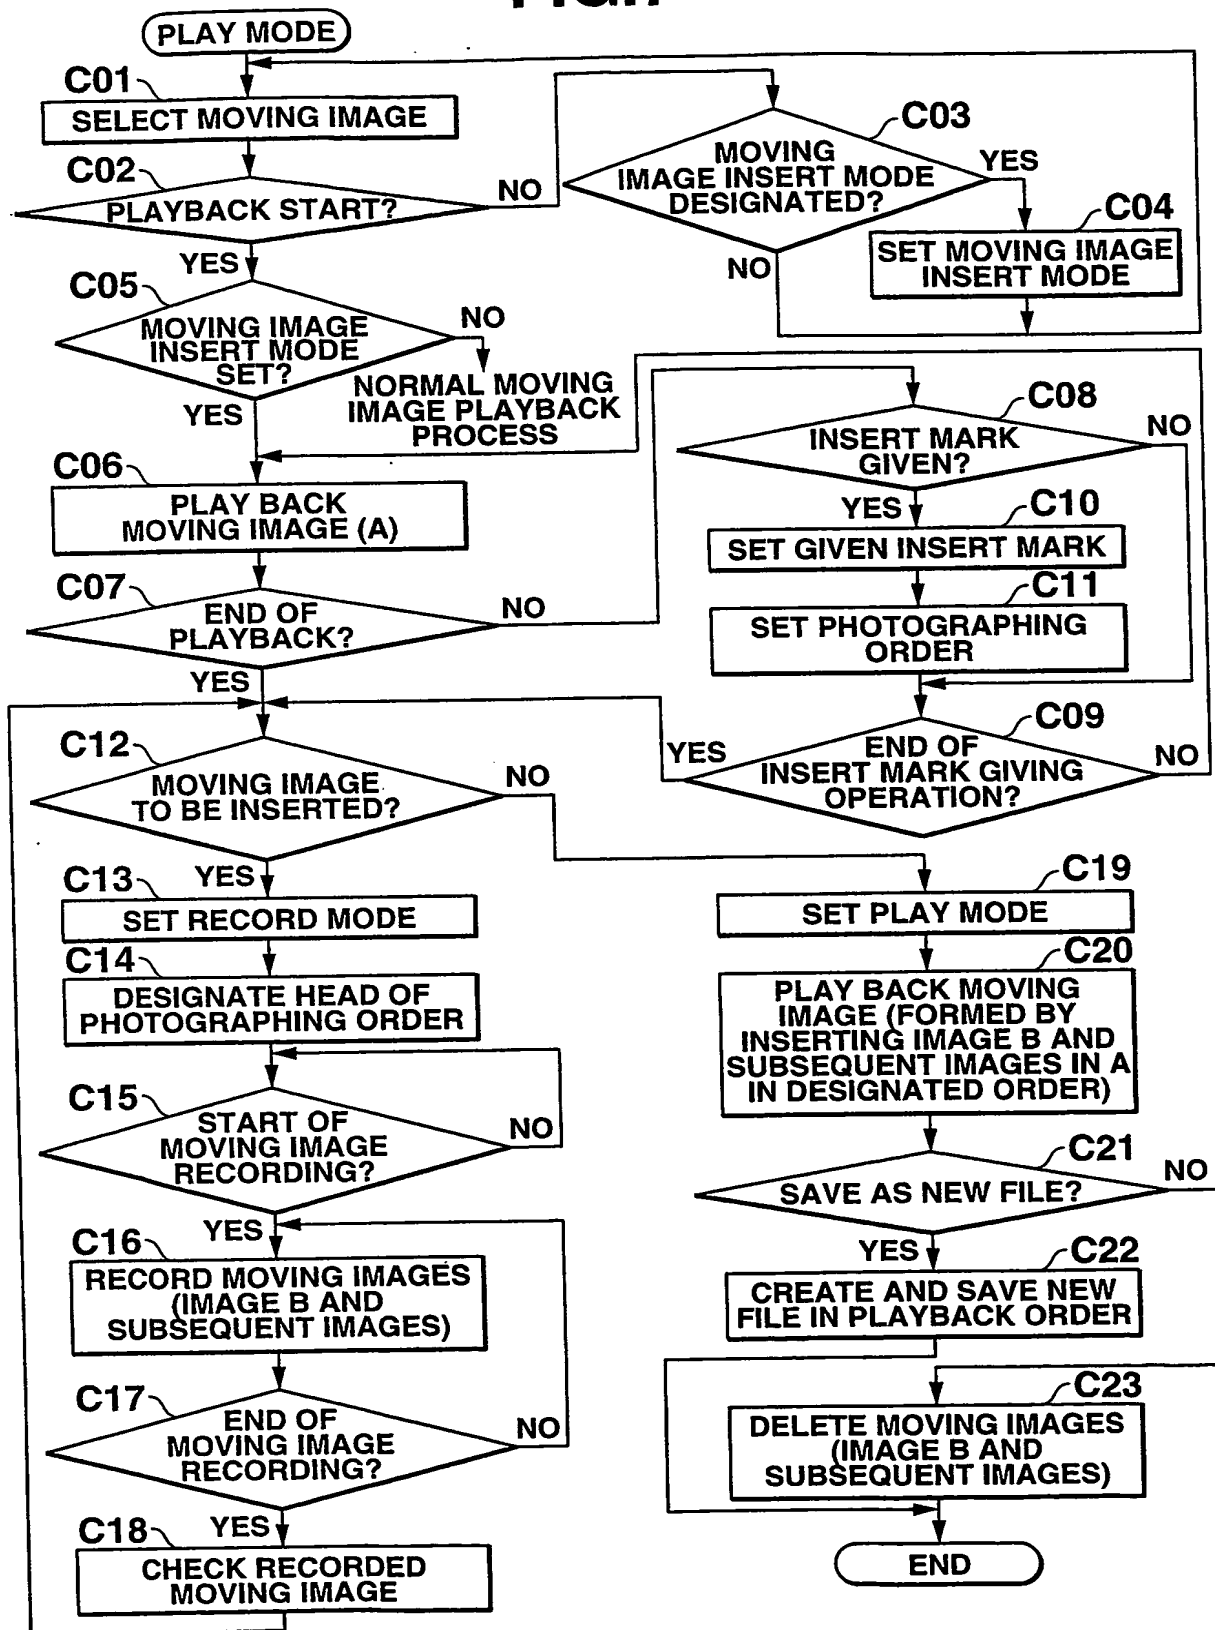 PLAY MODE
C01
SELECT MOVING IMAGE
C02
PLAYBACK START?
NO
YES
C03
MOVING
IMAGE INSERT MODE
DESIGNATED?
YES
NO
C04
SET MOVING IMAGE
INSERT MODE
C05
MOVING IMAGE
INSERT MODE
SET?
NO
YES
NORMAL MOVING
IMAGE PLAYBACK
PROCESS
C06
PLAY BACK
MOVING IMAGE (A)
C07
END OF
PLAYBACK?
NO
YES
C08
INSERT MARK
GIVEN?
NO
YES
C10
SET GIVEN INSERT MARK
C11
SET PHOTOGRAPHING
ORDER
C09
END OF
INSERT MARK GIVING
OPERATION?
YES
NO
C12
MOVING IMAGE
TO BE INSERTED?
NO
YES
C13
SET RECORD MODE
C14
DESIGNATE HEAD OF
PHOTOGRAPHING ORDER
C15
START OF
MOVING IMAGE
RECORDING?
NO
YES
C16
RECORD MOVING IMAGES
(IMAGE B AND
SUBSEQUENT IMAGES)
C17
END OF
MOVING IMAGE
RECORDING?
NO
YES
C18
CHECK RECORDED
MOVING IMAGE
C19
SET PLAY MODE
C20
PLAY BACK MOVING
IMAGE (FORMED BY
INSERTING IMAGE B AND
SUBSEQUENT IMAGES IN A
IN DESIGNATED ORDER)
C21
SAVE AS NEW FILE?
NO
YES
C22
CREATE AND SAVE NEW
FILE IN PLAYBACK ORDER
C23
DELETE MOVING IMAGES
(IMAGE B AND
SUBSEQUENT IMAGES)
END